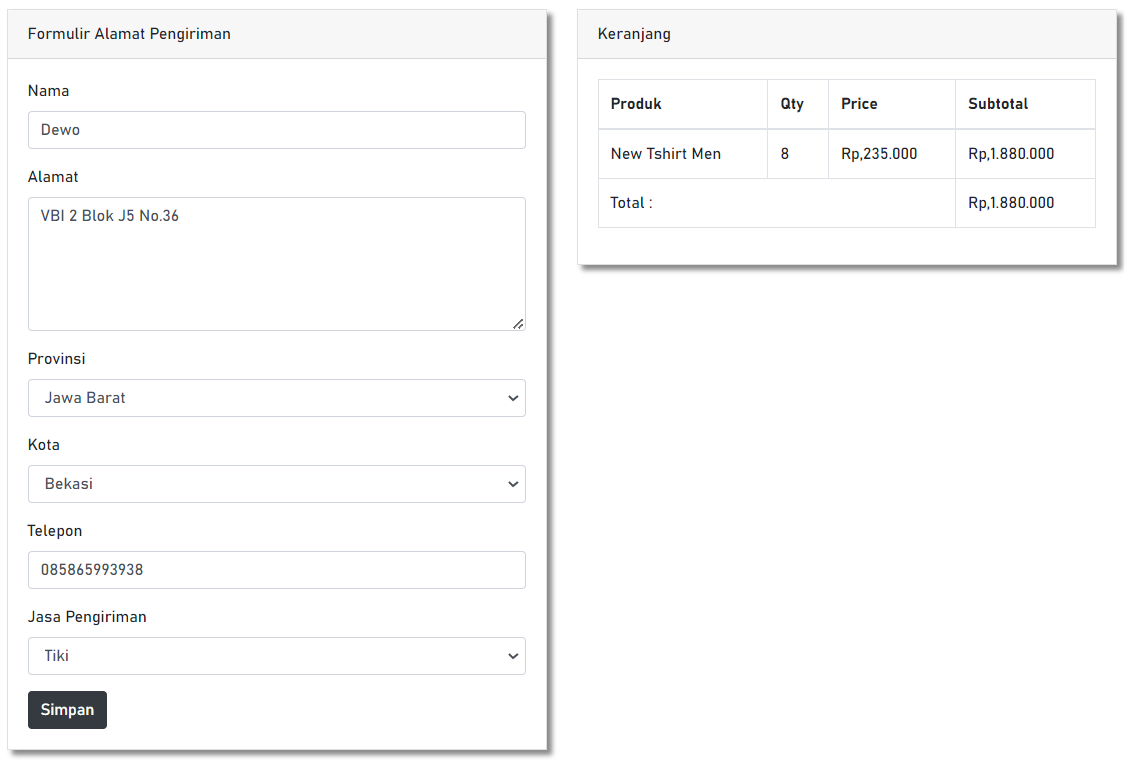 Formulir Alamat Pengiriman
Nama
Dewo
Alamat
VBI 2 Blok J5 No.36
Provinsi
Jawa Barat
Kota
Bekasi
Telepon
085865993938
Jasa Pengiriman
Tiki
Simpan
Keranjang
Produk Qty Price Subtotal
New Tshirt Men 8 Rp,235.000 Rp,1.880.000
Total : Rp,1.880.000